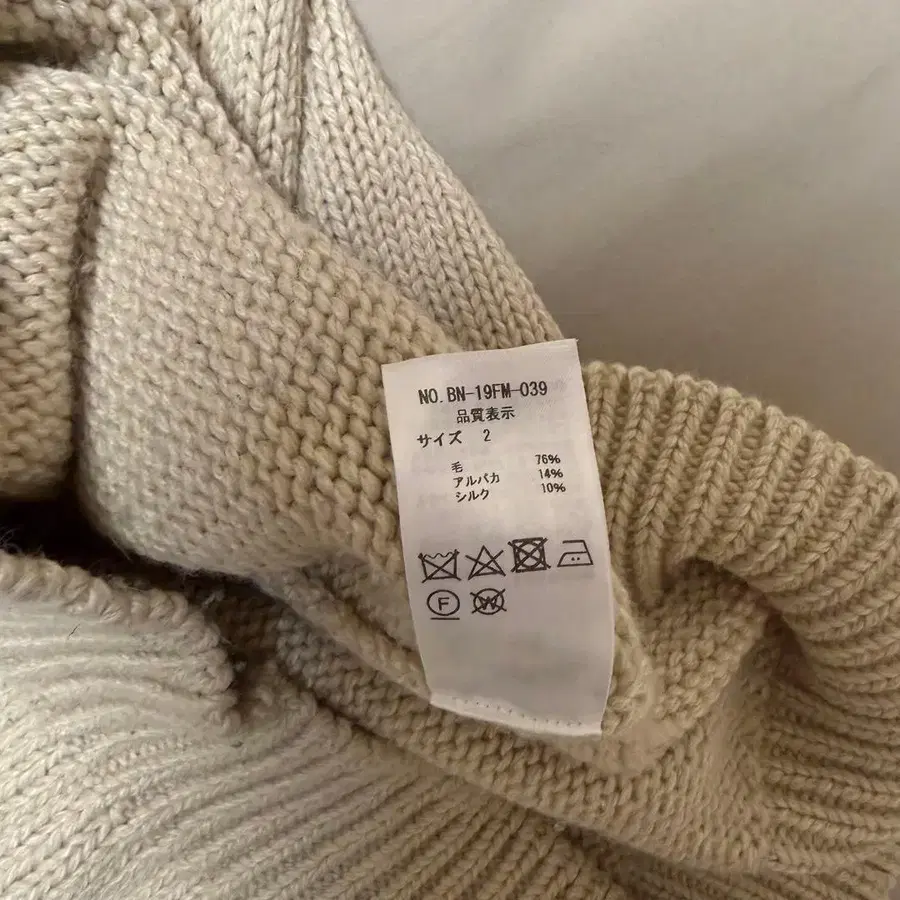 NO. BN-19FM-039
品質表示
サイズ 2
毛 76%
アルパカ 14%
シルク 10%
F W